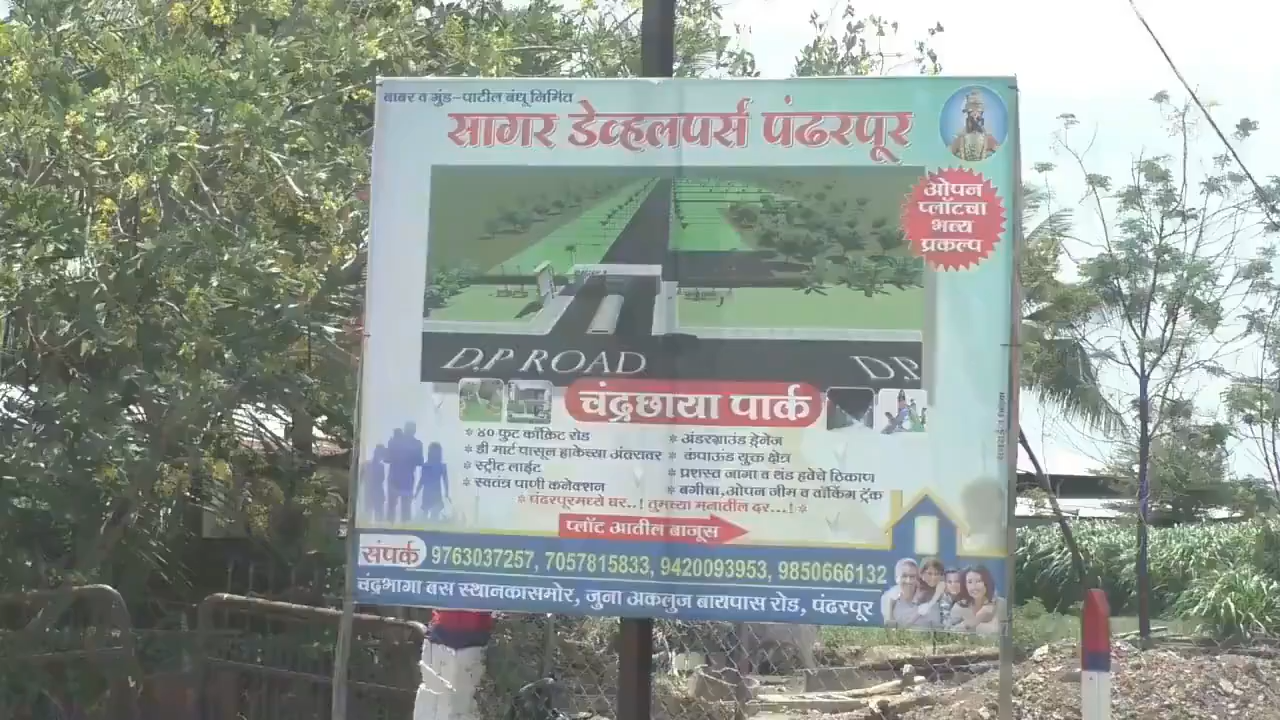 बाबर व गुंड-पाटील बंधू निर्मित
सागर डेव्हलपर्स पंढरपूर
ओपन
प्लॉटचा
भव्य
प्रकल्प
D.P ROAD
D.P
चंद्रछाया पार्क
* ४० फुट काँक्रिट रोड
* डी मार्ट पासून हाकेच्या अंतरावर
* स्ट्रीट लाईट
* स्वतंत्र पाणी कनेक्शन
* अंडरग्राउंड ड्रेनेज
* कंपाऊंड युक्त क्षेत्र
* प्रशस्त जागा व थंड हवेचे ठिकाण
* बगीचा,ओपन जीम व वॉकिंग ट्रॅक
* पंढरपूरमध्ये घर..! तुमच्या मनातील दर...! *
प्लॉट आतील बाजूस
संपर्क 9763037257, 7057815833, 9420093953, 9850666132
चंद्रभागा बस स्थानकासमोर, जुना अकलुज बायपास रोड, पंढरपूर